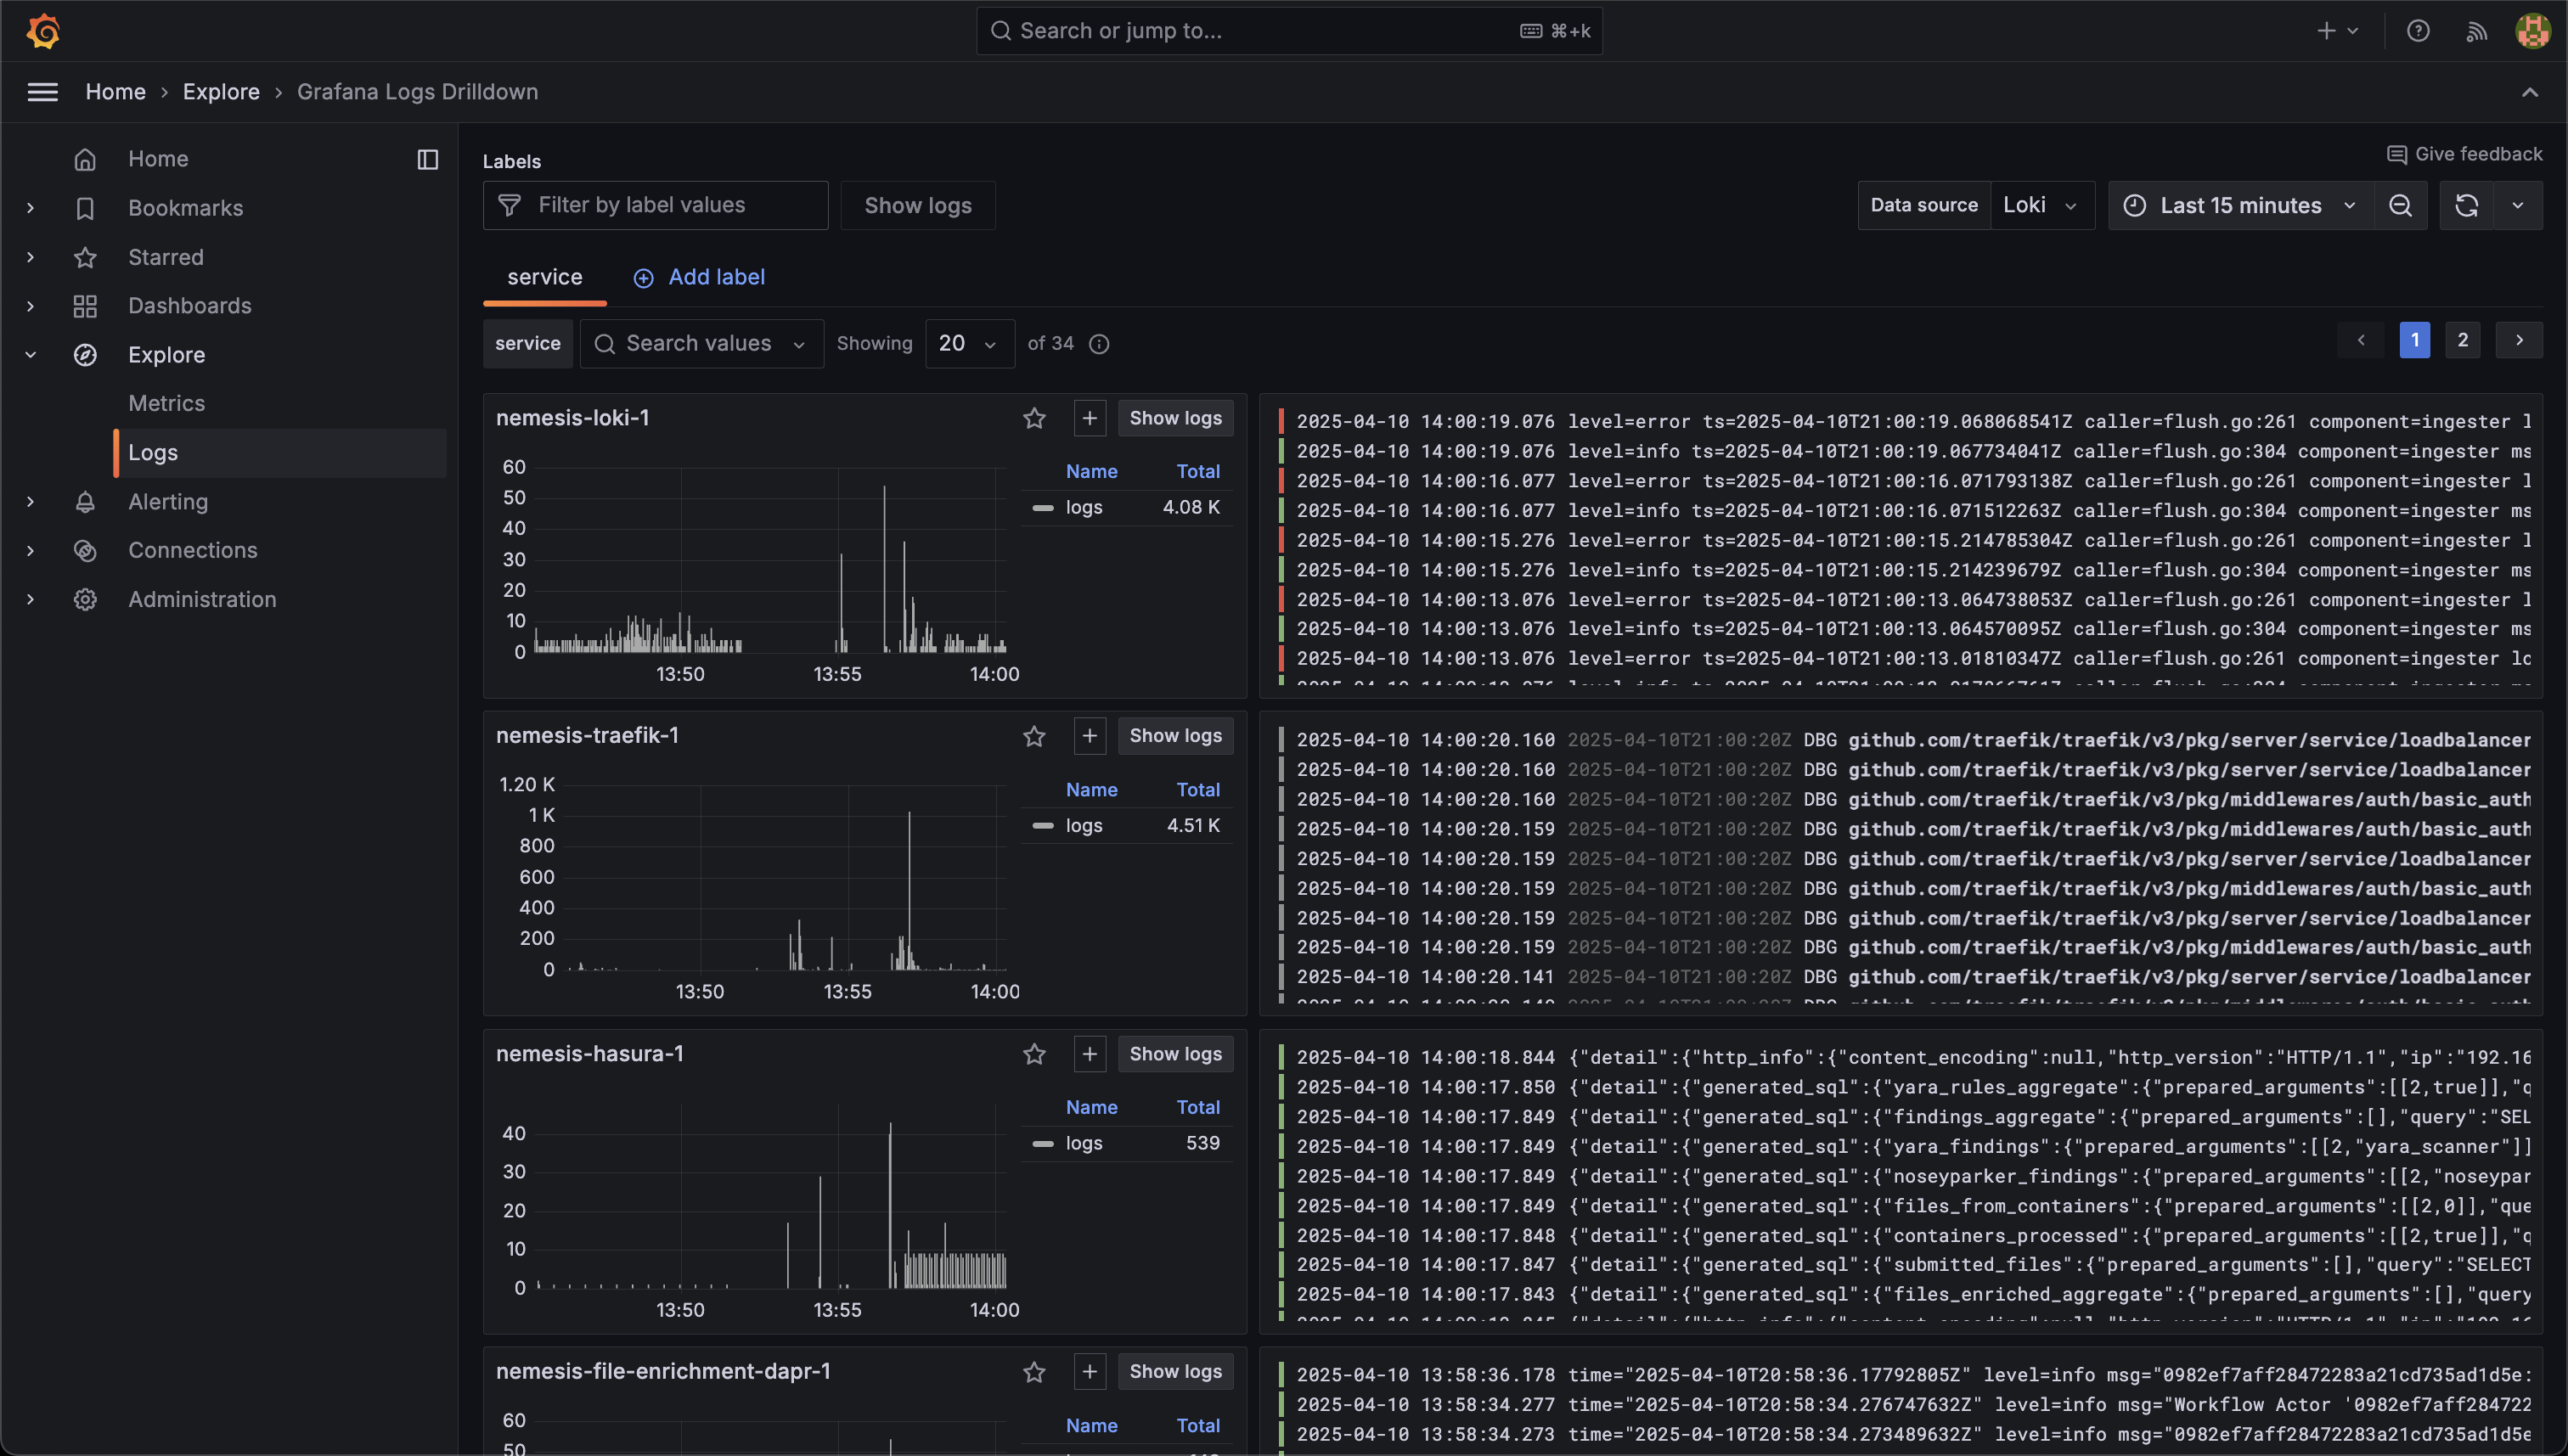 Search or jump to...
⌘+k
Home › Explore › Grafana Logs Drilldown
Home
Bookmarks
Starred
Dashboards
Explore
Metrics
Logs
Alerting
Connections
Administration
Give feedback
Labels
Filter by label values
Show logs
Data source
Loki
Last 15 minutes
service
Add label
service
Search values
Showing
20
of 34
1
2
nemesis-loki-1
Show logs
Name Total
logs 4.08 K
60
50
40
30
20
10
0
13:50 13:55 14:00
2025-04-10 14:00:19.076 level=error ts=2025-04-10T21:00:19.068068541Z caller=flush.go:261 component=ingester l
2025-04-10 14:00:19.076 level=info ts=2025-04-10T21:00:19.067734041Z caller=flush.go:304 component=ingester ms
2025-04-10 14:00:16.077 level=error ts=2025-04-10T21:00:16.071793138Z caller=flush.go:261 component=ingester l
2025-04-10 14:00:16.077 level=info ts=2025-04-10T21:00:16.071512263Z caller=flush.go:304 component=ingester ms
2025-04-10 14:00:15.276 level=error ts=2025-04-10T21:00:15.214785304Z caller=flush.go:261 component=ingester l
2025-04-10 14:00:15.276 level=info ts=2025-04-10T21:00:15.214239679Z caller=flush.go:304 component=ingester ms
2025-04-10 14:00:13.076 level=error ts=2025-04-10T21:00:13.064738053Z caller=flush.go:261 component=ingester l
2025-04-10 14:00:13.076 level=info ts=2025-04-10T21:00:13.064570095Z caller=flush.go:304 component=ingester ms
2025-04-10 14:00:13.076 level=error ts=2025-04-10T21:00:13.01810347Z caller=flush.go:261 component=ingester lo
nemesis-traefik-1
Show logs
Name Total
logs 4.51 K
1.20 K
1 K
800
600
400
200
0
13:50 13:55 14:00
2025-04-10 14:00:20.160 2025-04-10T21:00:20Z DBG github.com/traefik/traefik/v3/pkg/server/service/loadbalancer
2025-04-10 14:00:20.160 2025-04-10T21:00:20Z DBG github.com/traefik/traefik/v3/pkg/server/service/loadbalancer
2025-04-10 14:00:20.160 2025-04-10T21:00:20Z DBG github.com/traefik/traefik/v3/pkg/middlewares/auth/basic_auth
2025-04-10 14:00:20.159 2025-04-10T21:00:20Z DBG github.com/traefik/traefik/v3/pkg/middlewares/auth/basic_auth
2025-04-10 14:00:20.159 2025-04-10T21:00:20Z DBG github.com/traefik/traefik/v3/pkg/server/service/loadbalancer
2025-04-10 14:00:20.159 2025-04-10T21:00:20Z DBG github.com/traefik/traefik/v3/pkg/middlewares/auth/basic_auth
2025-04-10 14:00:20.159 2025-04-10T21:00:20Z DBG github.com/traefik/traefik/v3/pkg/server/service/loadbalancer
2025-04-10 14:00:20.159 2025-04-10T21:00:20Z DBG github.com/traefik/traefik/v3/pkg/middlewares/auth/basic_auth
2025-04-10 14:00:20.141 2025-04-10T21:00:20Z DBG github.com/traefik/traefik/v3/pkg/server/service/loadbalancer
nemesis-hasura-1
Show logs
Name Total
logs 539
40
30
20
10
0
13:50 13:55 14:00
2025-04-10 14:00:18.844 {"detail":{"http_info":{"content_encoding":null,"http_version":"HTTP/1.1","ip":"192.16
2025-04-10 14:00:17.850 {"detail":{"generated_sql":{"yara_rules_aggregate":{"prepared_arguments":[[2,true]],"q
2025-04-10 14:00:17.849 {"detail":{"generated_sql":{"findings_aggregate":{"prepared_arguments":[],"query":"SEL
2025-04-10 14:00:17.849 {"detail":{"generated_sql":{"yara_findings":{"prepared_arguments":[[2,"yara_scanner"]]
2025-04-10 14:00:17.849 {"detail":{"generated_sql":{"noseyparker_findings":{"prepared_arguments":[[2,"noseypar
2025-04-10 14:00:17.849 {"detail":{"generated_sql":{"files_from_containers":{"prepared_arguments":[[2,0]],"que
2025-04-10 14:00:17.848 {"detail":{"generated_sql":{"containers_processed":{"prepared_arguments":[[2,true]],"q
2025-04-10 14:00:17.847 {"detail":{"generated_sql":{"submitted_files":{"prepared_arguments":[],"query":"SELECT
2025-04-10 14:00:17.843 {"detail":{"generated_sql":{"files_enriched_aggregate":{"prepared_arguments":[],"query
nemesis-file-enrichment-dapr-1
Show logs
Name Total
60
50
2025-04-10 13:58:36.178 time="2025-04-10T20:58:36.17792805Z" level=info msg="0982ef7aff28472283a21cd735ad1d5e:
2025-04-10 13:58:34.277 time="2025-04-10T20:58:34.276747632Z" level=info msg="Workflow Actor '0982ef7aff284722
2025-04-10 13:58:34.273 time="2025-04-10T20:58:34.273489632Z" level=info msg="0982ef7aff28472283a21cd735ad1d5e